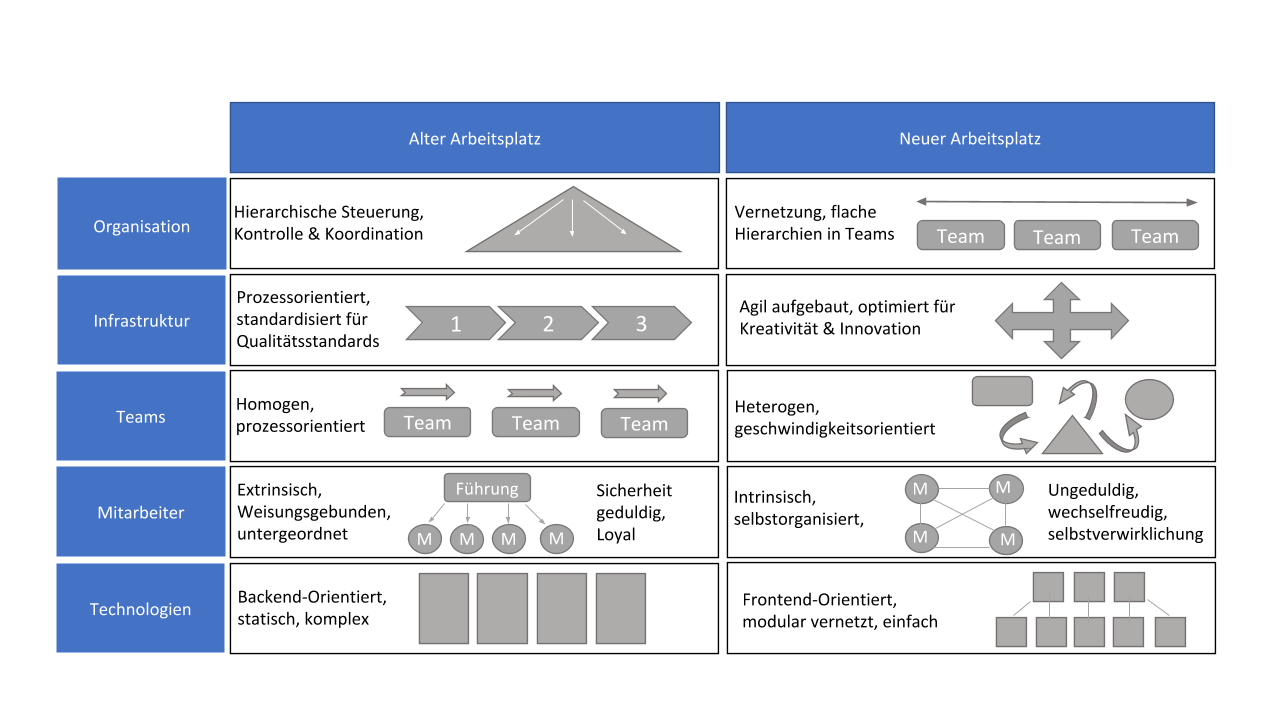 Alter Arbeitsplatz
Neuer Arbeitsplatz
Organisation
Hierarchische Steuerung,
Kontrolle & Koordination
Vernetzung, flache
Hierarchien in Teams
Team
Team
Team
Infrastruktur
Prozessorientiert,
standardisiert für
Qualitätsstandards
1
2
3
Agil aufgebaut, optimiert für
Kreativität & Innovation
Teams
Homogen,
prozessorientiert
Team
Team
Team
Heterogen,
geschwindigkeitsorientiert
Mitarbeiter
Extrinsisch,
Weisungsgebunden,
untergeordnet
Führung
M
M
M
M
Sicherheit
geduldig,
Loyal
Intrinsisch,
selbstorganisiert,
M
M
M
M
Ungeduldig,
wechselfreudig,
selbstverwirklichung
Technologien
Backend-Orientiert,
statisch, komplex
Frontend-Orientiert,
modular vernetzt, einfach